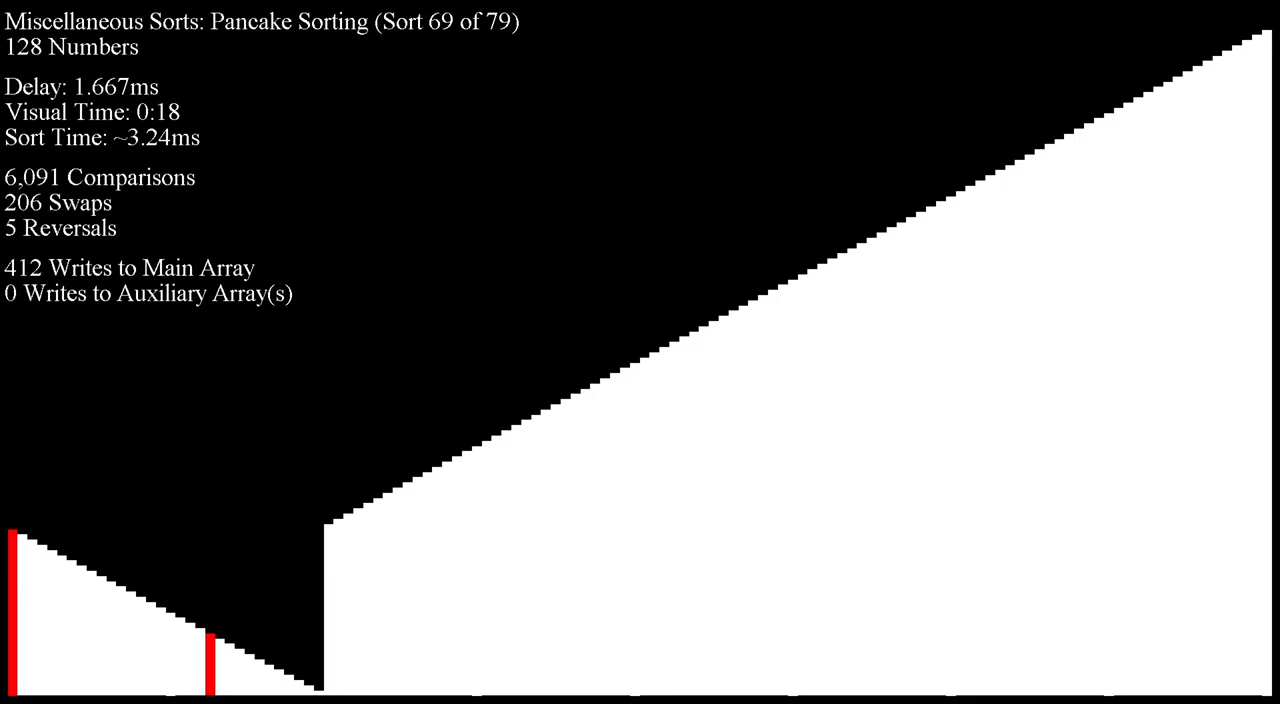 Miscellaneous Sorts: Pancake Sorting (Sort 69 of 79)
128 Numbers
Delay: 1.667ms
Visual Time: 0:18
Sort Time: ~3.24ms
6,091 Comparisons
206 Swaps
5 Reversals
412 Writes to Main Array
0 Writes to Auxiliary Array(s)